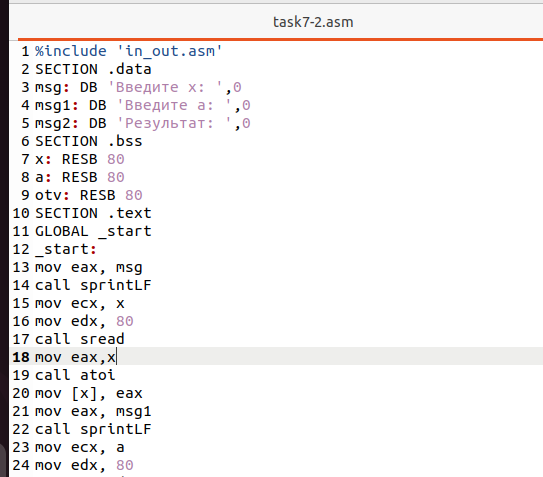 task7-2.asm
1 %include 'in_out.asm'
2 SECTION .data
3 msg: DB 'Введите x: ',0
4 msg1: DB 'Введите a: ',0
5 msg2: DB 'Результат: ',0
6 SECTION .bss
7 x: RESB 80
8 a: RESB 80
9 otv: RESB 80
10 SECTION .text
11 GLOBAL _start
12 _start:
13 mov eax, msg
14 call sprintLF
15 mov ecx, x
16 mov edx, 80
17 call sread
18 mov eax,x
19 call atoi
20 mov [x], eax
21 mov eax, msg1
22 call sprintLF
23 mov ecx, a
24 mov edx, 80